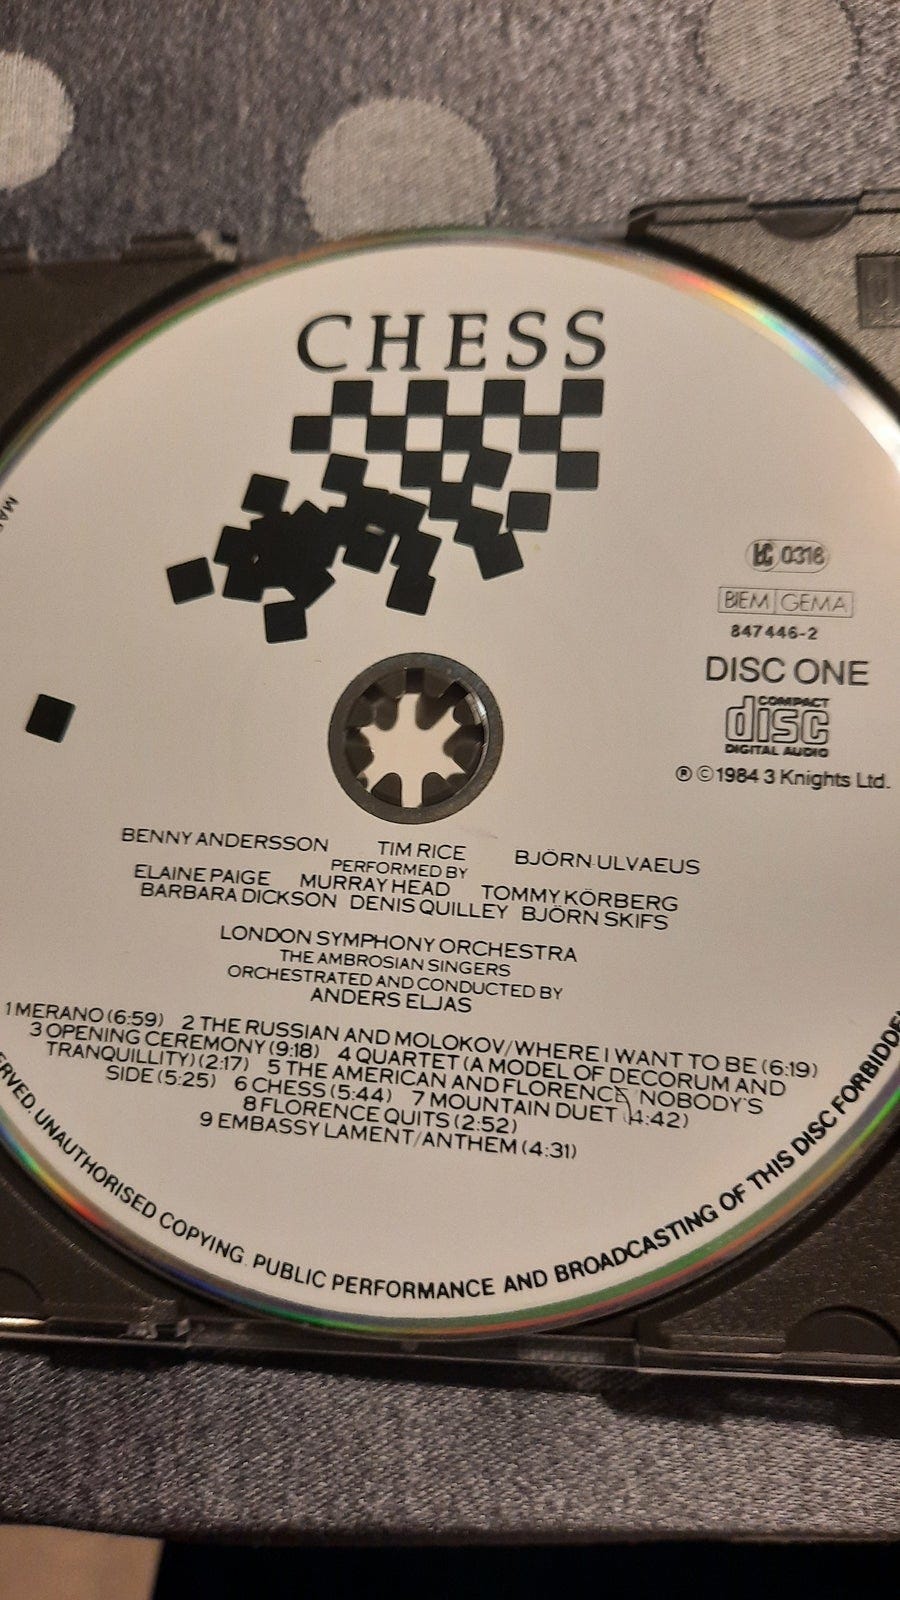 CHESS
LC 0316
BIEM GEMA
847446-2
DISC ONE
COMPACT
disc
DIGITAL AUDIO
℗ ©1984 3 Knights Ltd.
BENNY ANDERSSON TIM RICE BJÖRN ULVAEUS
PERFORMED BY
ELAINE PAIGE MURRAY HEAD TOMMY KÖRBERG
BARBARA DICKSON DENIS QUILLEY BJÖRN SKIFS
LONDON SYMPHONY ORCHESTRA
THE AMBROSIAN SINGERS
ORCHESTRATED AND CONDUCTED BY
ANDERS ELJAS
1 MERANO (6:59) 2 THE RUSSIAN AND MOLOKOV/WHERE I WANT TO BE (6:19)
3 OPENING CEREMONY (9:18) 4 QUARTET (A MODEL OF DECORUM AND
TRANQUILLITY) (2:17) 5 THE AMERICAN AND FLORENCE/NOBODY'S
SIDE (5:25) 6 CHESS (5:44) 7 MOUNTAIN DUET (4:42)
8 FLORENCE QUITS (2:52)
9 EMBASSY LAMENT/ANTHEM (4:31)
UNAUTHORISED COPYING, PUBLIC PERFORMANCE AND BROADCASTING OF THIS DISC FORBIDDEN